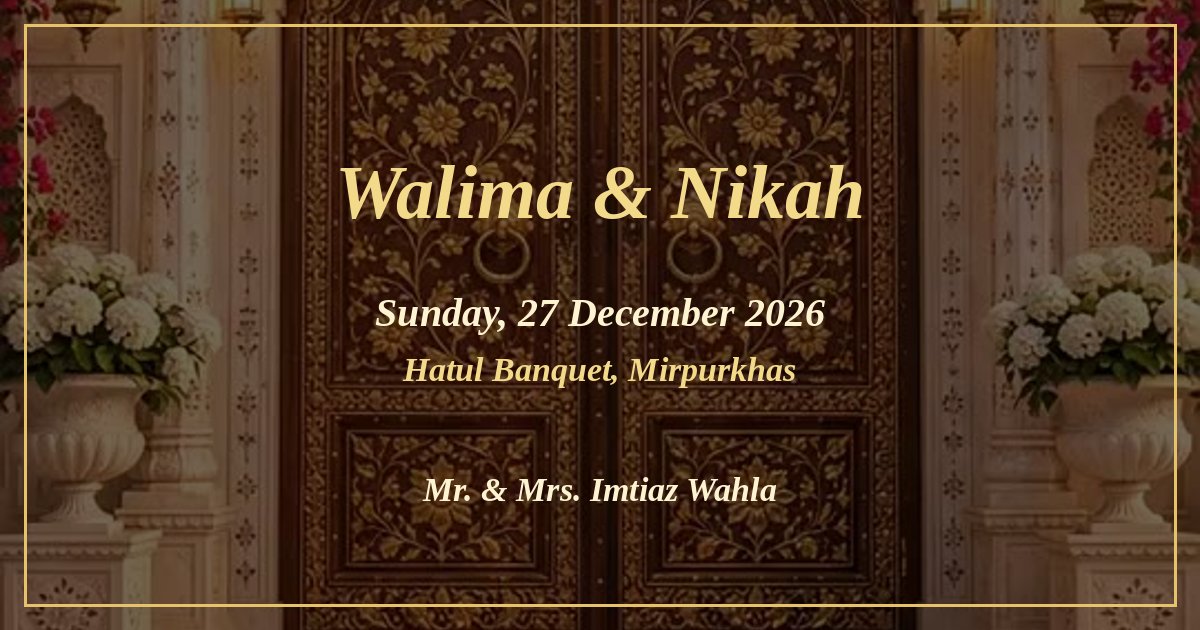 Walima & Nikah
Sunday, 27 December 2026
Hatul Banquet, Mirpurkhas
Mr. & Mrs. Imtiaz Wahla